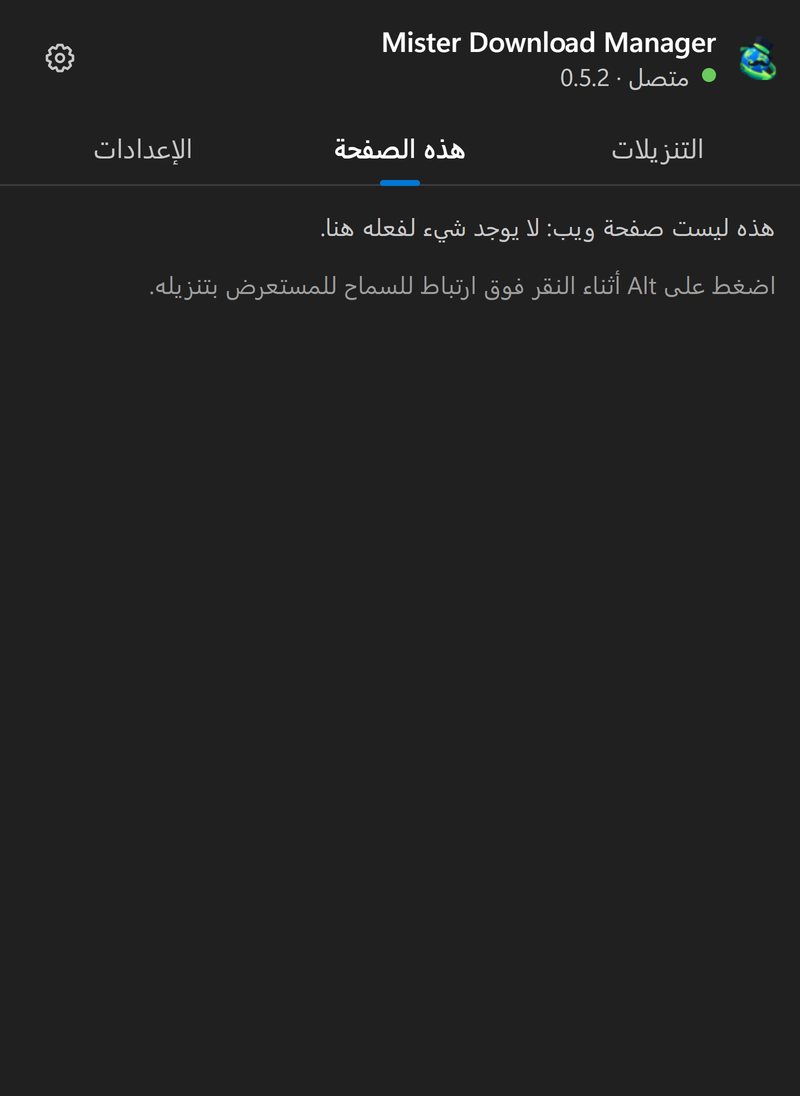 Mister Download Manager
متصل · 0.5.2
التنزيلات
هذه الصفحة
الإعدادات
هذه ليست صفحة ويب: لا يوجد شيء لفعله هنا.
اضغط على Alt أثناء النقر فوق ارتباط للسماح للمستعرض بتنزيله.